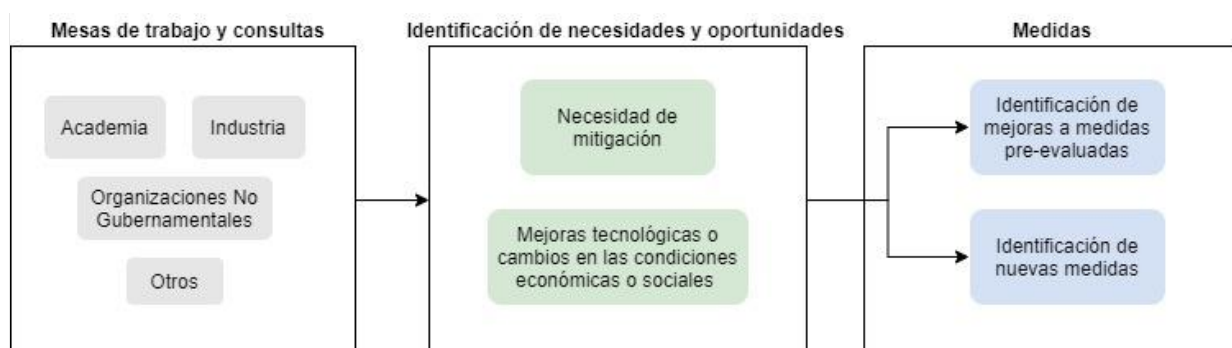 Mesas de trabajo y consultas
Academia
Industria
Organizaciones No
Gubernamentales
Otros
Identificación de necesidades y oportunidades
Necesidad de
mitigación
Mejoras tecnológicas o
cambios en las condiciones
económicas o sociales
Medidas
Identificación de
mejoras a medidas
pre-evaluadas
Identificación de
nuevas medidas